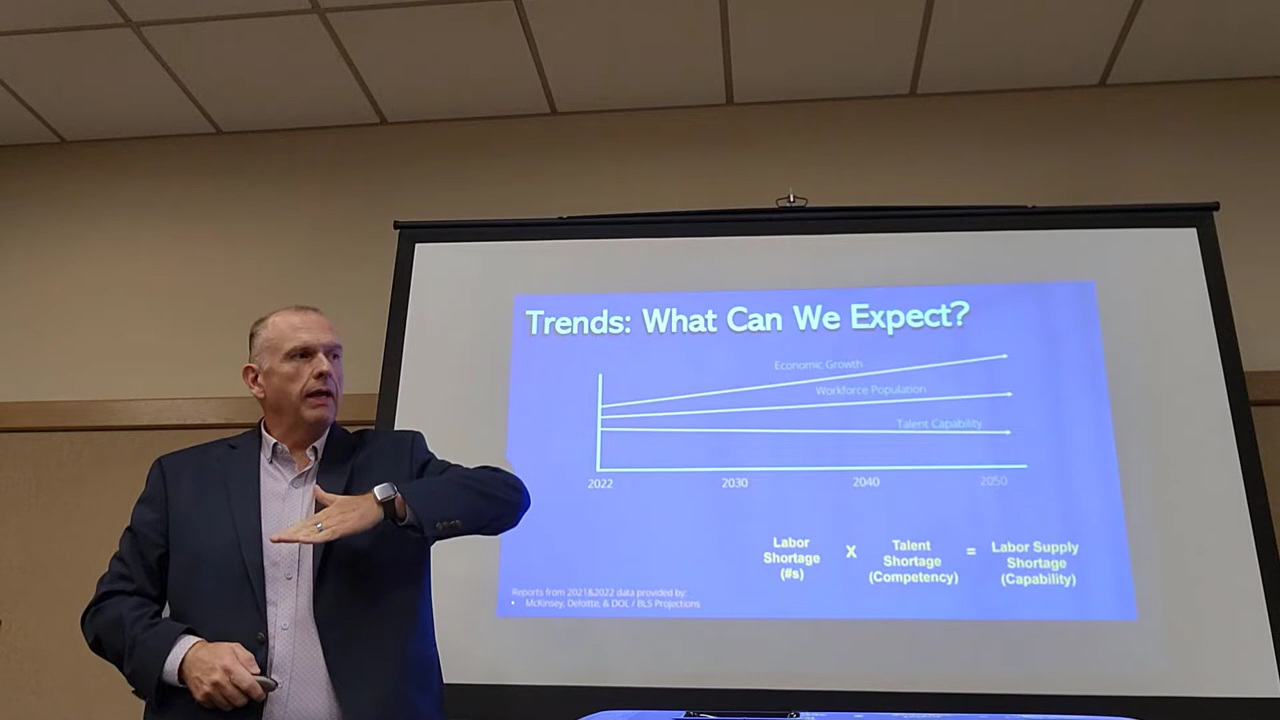 Trends: What Can We Expect?
Economic Growth
Workforce Population
Talent Capability
2022 2030 2040 2050
Labor
Shortage
(#s)
X
Talent
Shortage
(Competency)
=
Labor Supply
Shortage
(Capability)
Reports from 2021&2022 data provided by:
• McKinsey, Deloitte, & DOL / BLS Projections